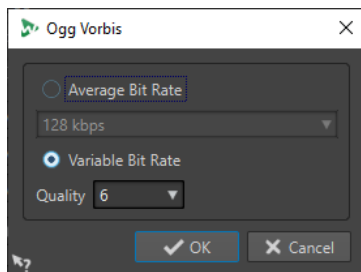 Ogg Vorbis
Average Bit Rate
128 kbps
Variable Bit Rate
Quality 6
OK Cancel
?